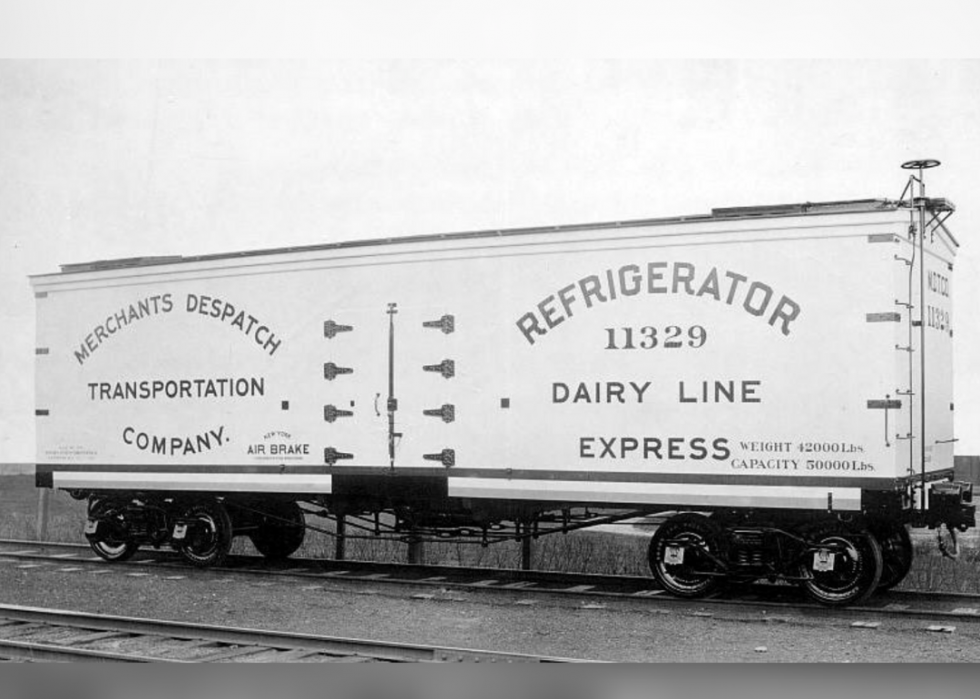 MERCHANTS DESPATCH
TRANSPORTATION
COMPANY.
NEW YORK
AIR BRAKE
REFRIGERATOR
11329
DAIRY LINE
EXPRESS
WEIGHT 42000 Lbs.
CAPACITY 50000 Lbs.
M.D.T.CO.
11329